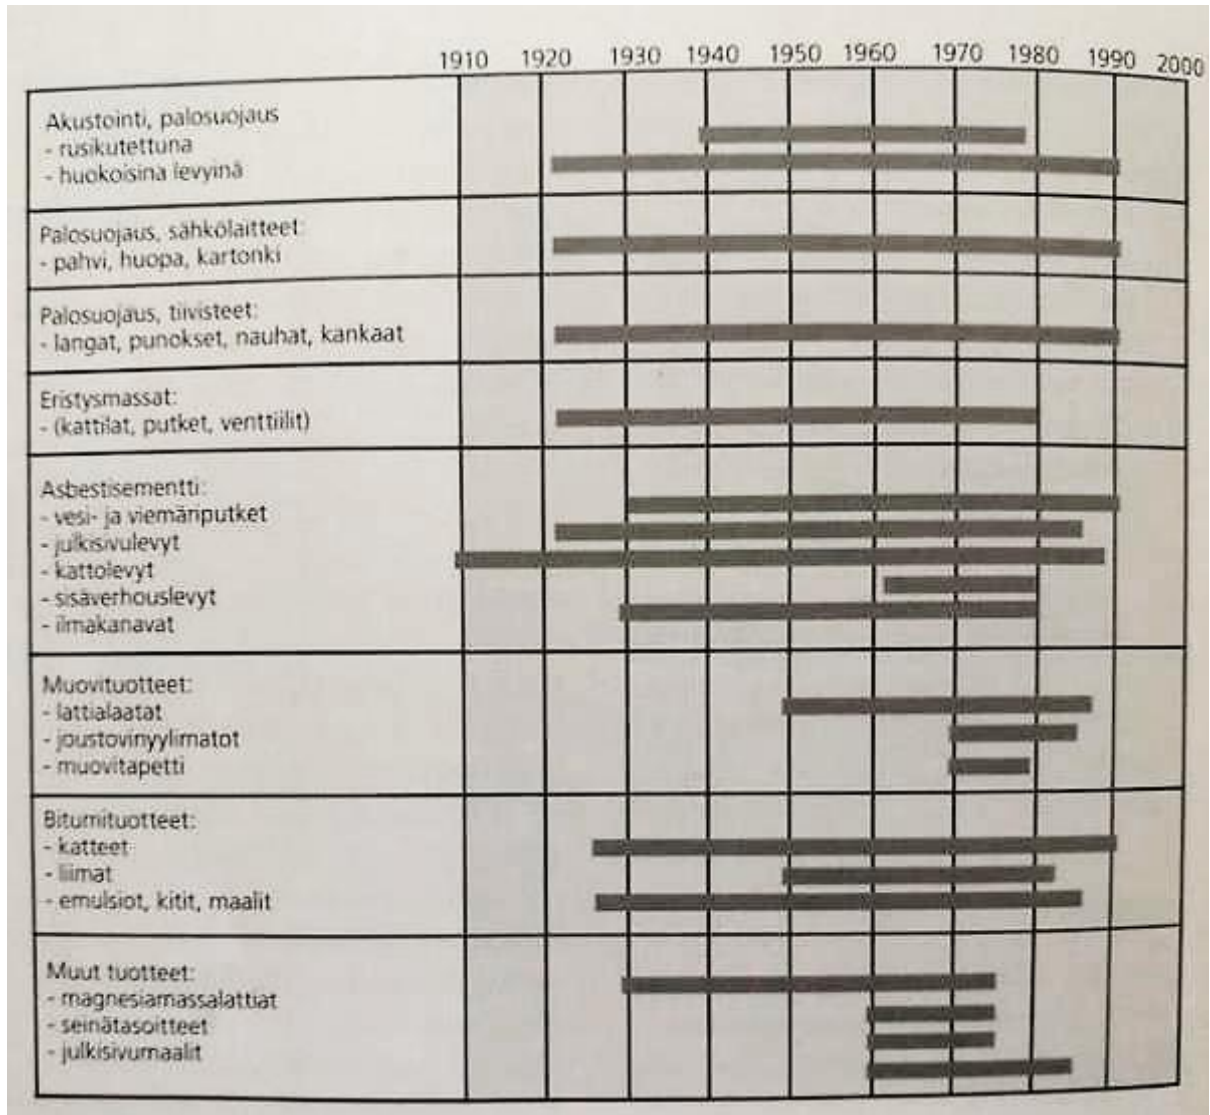 1910 1920 1930 1940 1950 1960 1970 1980 1990 2000
Akustointi, palosuojaus
- rusikutettuna
- huokoisina levyinä
Palosuojaus, sähkölaitteet:
- pahvi, huopa, kartonki
Palosuojaus, tiivisteet:
- langat, punokset, nauhat, kankaat
Eristysmassat:
- (kattilat, putket, venttiilit)
Asbestisementti:
- vesi- ja viemäriputket
- julkisivulevyt
- kattolevyt
- sisäverhouslevyt
- ilmakanavat
Muovituotteet:
- lattialaatat
- joustovinyylimatot
- muovitapetti
Bitumituotteet:
- katteet
- liimat
- emulsiot, kitit, maalit
Muut tuotteet:
- magnesiamassalattiat
- seinätasoitteet
- julkisivumaalit